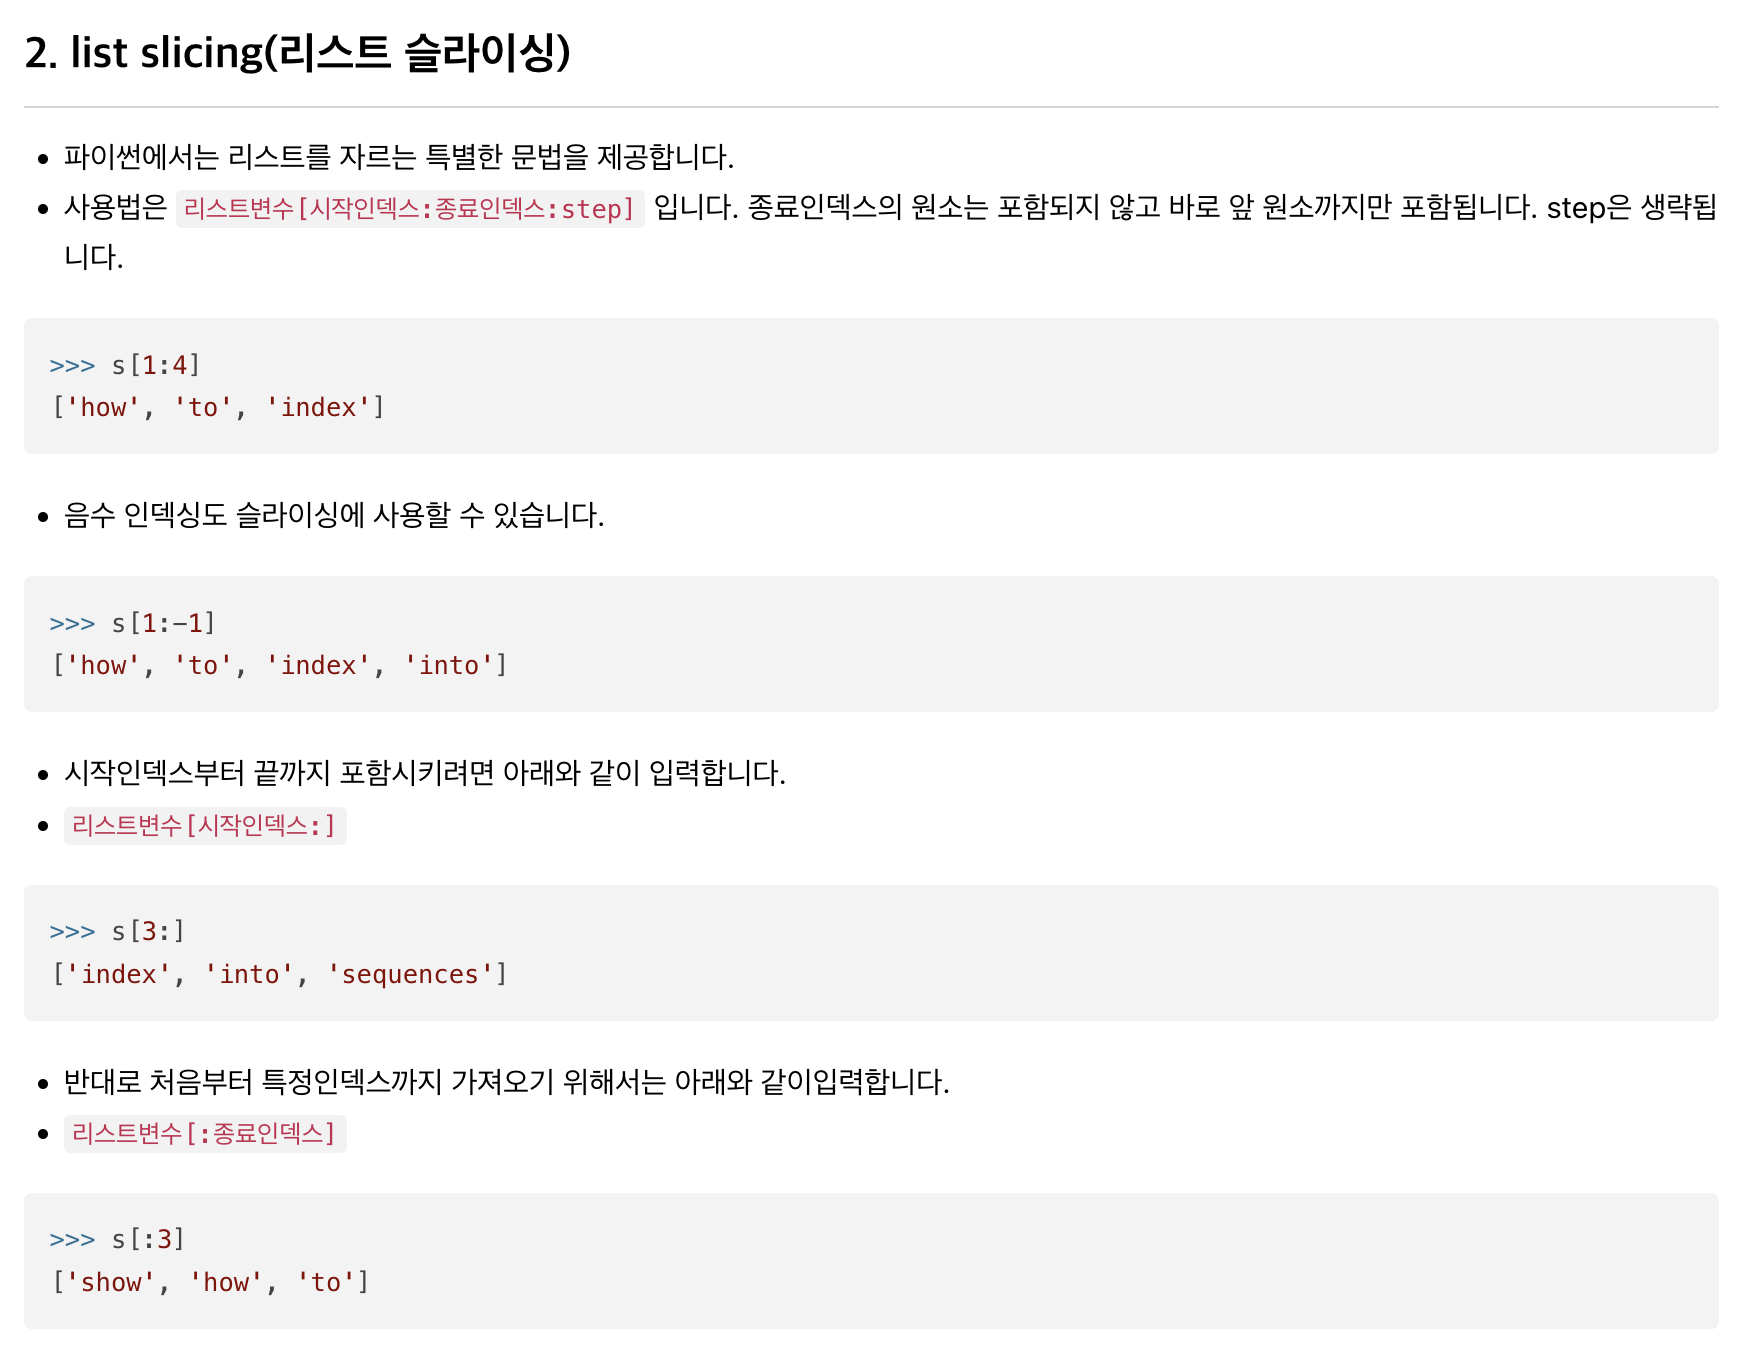 2. list slicing(리스트 슬라이싱)
파이썬에서는 리스트를 자르는 특별한 문법을 제공합니다.
사용법은 리스트변수[시작인덱스:종료인덱스:step] 입니다. 종료인덱스의 원소는 포함되지 않고 바로 앞 원소까지만 포함됩니다. step은 생략됩
니다.
>>> s[1:4]
['how', 'to', 'index']
음수 인덱싱도 슬라이싱에 사용할 수 있습니다.
>>> s[1:-1]
['how', 'to', 'index', 'into']
시작인덱스부터 끝까지 포함시키려면 아래와 같이 입력합니다.
리스트변수[시작인덱스:]
>>> s[3:]
['index', 'into', 'sequences']
반대로 처음부터 특정인덱스까지 가져오기 위해서는 아래와 같이입력합니다.
리스트변수[:종료인덱스]
>>> s[:3]
['show', 'how', 'to']